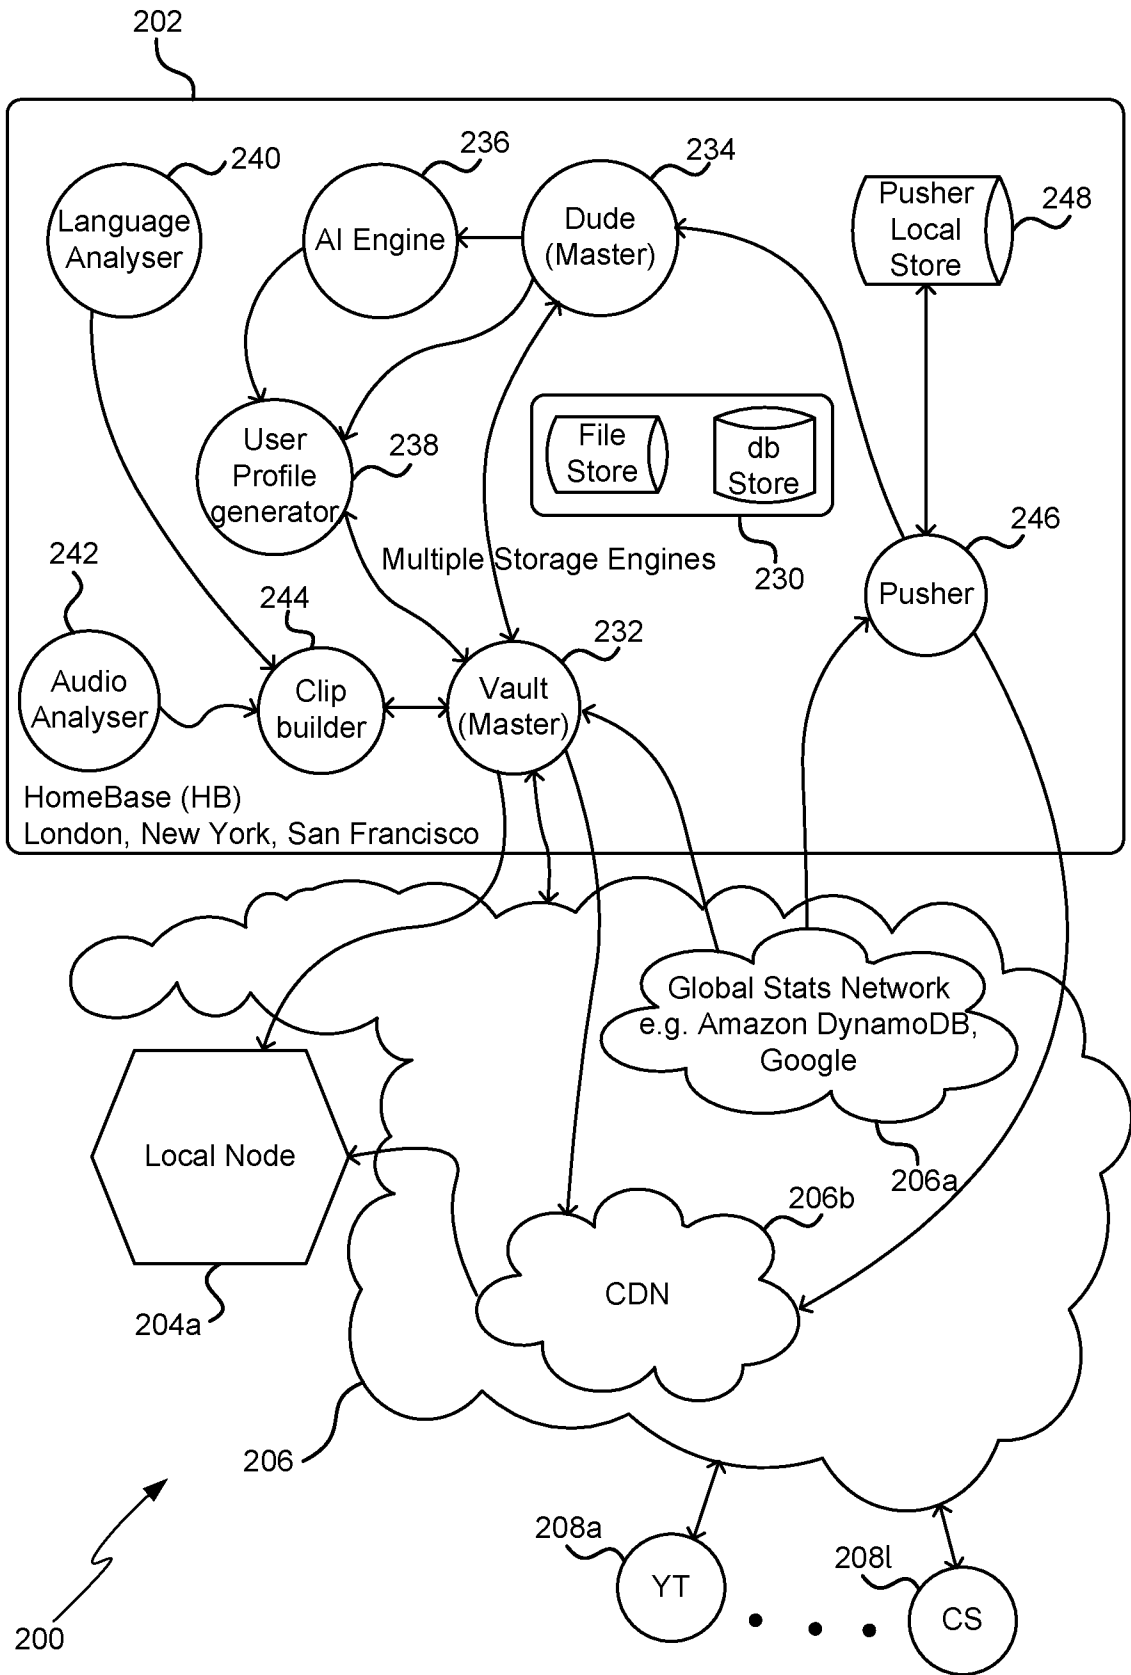 202
240
236
234
248
Language
Analyser
AI Engine
Dude
(Master)
Pusher
Local
Store
User
Profile
generator
238
File
Store
db
Store
230
246
Multiple Storage Engines
Pusher
242
244
232
Audio
Analyser
Clip
builder
Vault
(Master)
HomeBase (HB)
London, New York, San Francisco
Global Stats Network
e.g. Amazon DynamoDB,
Google
206a
Local Node
204a
206b
CDN
206
208a
YT
208l
CS
200